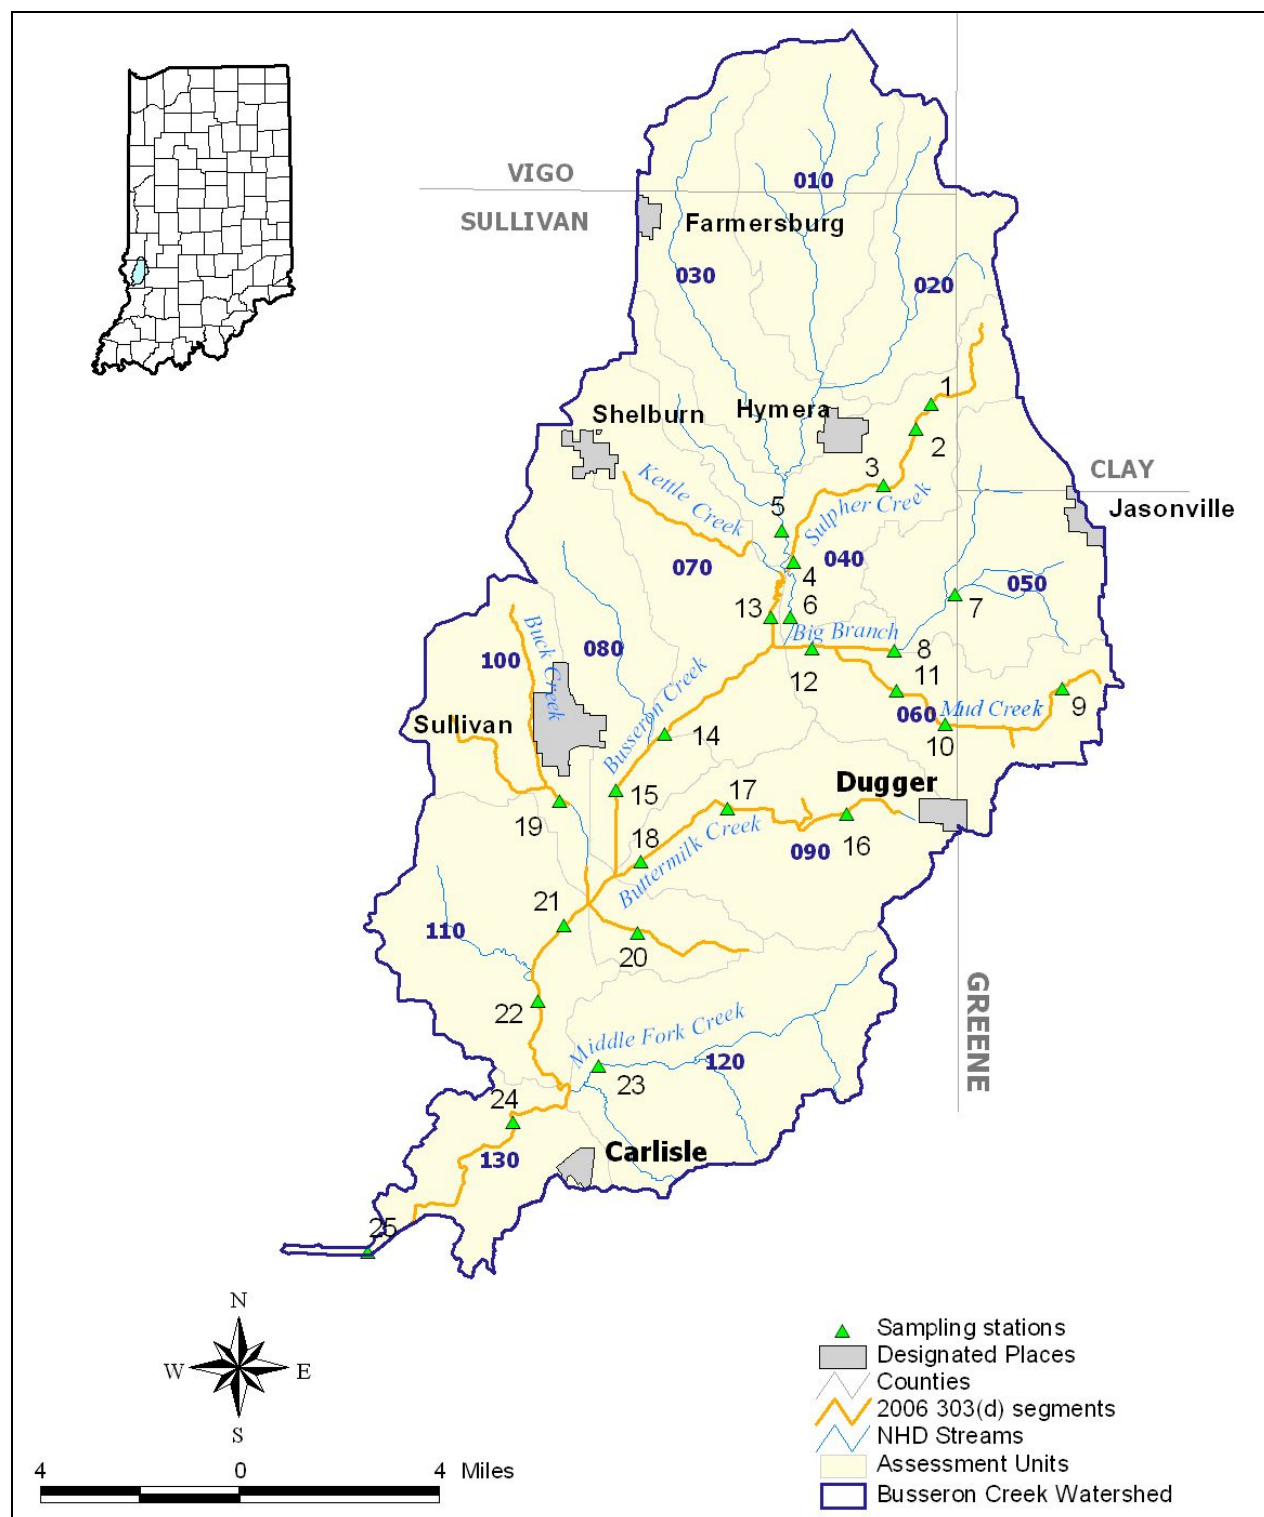 VIGO
010
SULLIVAN
Farmersburg
030
020
1
Shelburn
Hymera
2
CLAY
3
Kettle Creek
Sulpher Creek
Jasonville
5
040
070
4
050
7
13
6
Buck Creek
Big Branch
080
100
8
12
11
9
Busseron Creek
060
Mud Creek
Sullivan
10
14
Dugger
15
17
19
18
Buttermilk Creek
090
16
21
110
20
GREENE
22
Middle Fork Creek
120
23
24
Carlisle
130
25
N
W E
S
4 0 4 Miles
Sampling stations
Designated Places
Counties
2006 303(d) segments
NHD Streams
Assessment Units
Busseron Creek Watershed